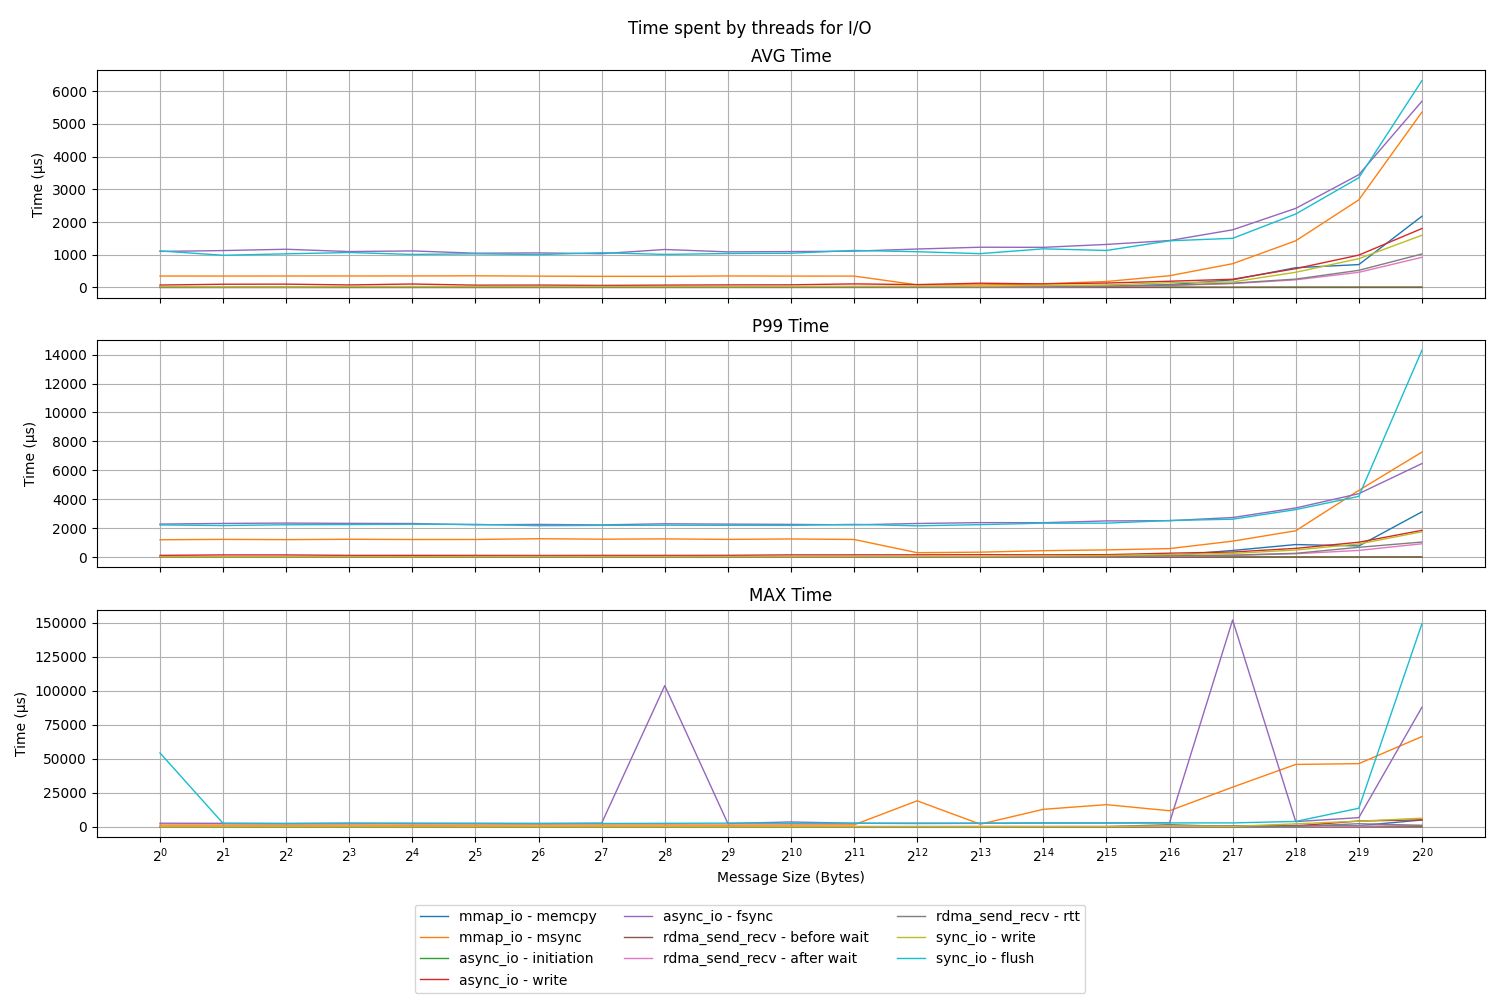 Time spent by threads for I/O
AVG Time
6000
5000
4000
3000
2000
1000
0
Time (µs)
P99 Time
14000
12000
10000
8000
6000
4000
2000
0
Time (µs)
MAX Time
150000
125000
100000
75000
50000
25000
0
Time (µs)
2^0 2^1 2^2 2^3 2^4 2^5 2^6 2^7 2^8 2^9 2^10 2^11 2^12 2^13 2^14 2^15 2^16 2^17 2^18 2^19 2^20
Message Size (Bytes)
mmap_io - memcpy
mmap_io - msync
async_io - initiation
async_io - write
async_io - fsync
rdma_send_recv - before wait
rdma_send_recv - after wait
rdma_send_recv - rtt
sync_io - write
sync_io - flush